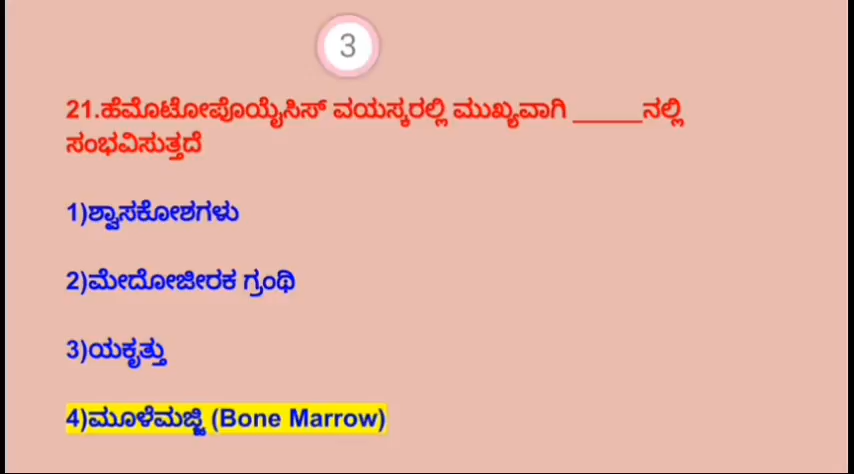 3
21.ಹೆಮೊಟೋಪೊಯೈಸಿಸ್ ವಯಸ್ಕರಲ್ಲಿ ಮುಖ್ಯವಾಗಿ ______ನಲ್ಲಿ
ಸಂಭವಿಸುತ್ತದೆ
1)ಶ್ವಾಸಕೋಶಗಳು
2)ಮೇದೋಜೀರಕ ಗ್ರಂಥಿ
3)ಯಕೃತ್ತು
4)ಮೂಳೆಮಜ್ಜೆ (Bone Marrow)